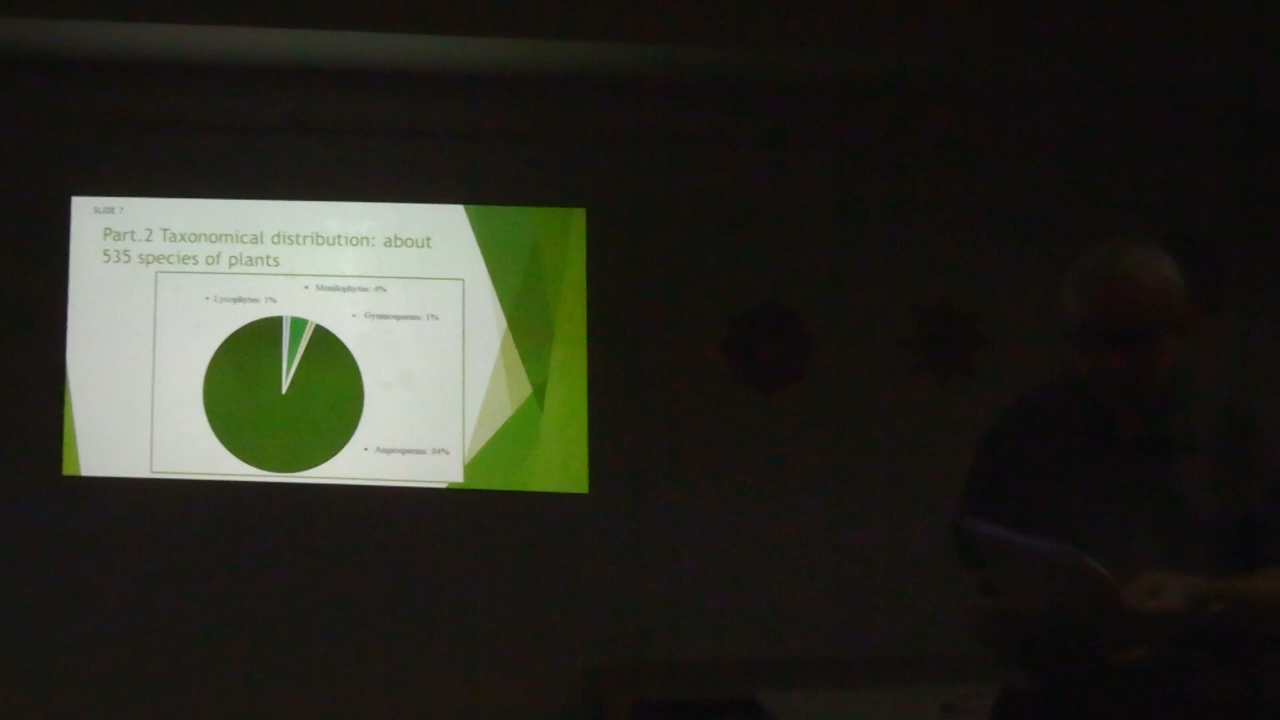 SLIDE 7
Part.2 Taxonomical distribution: about
535 species of plants
• Monilophytes: 4%
• Lycophytes: 1%
• Gymnosperms: 1%
• Angiosperms: